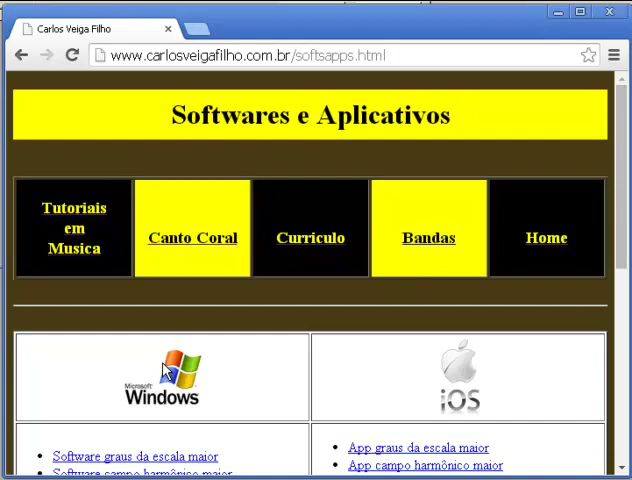 Carlos Veiga Filho
www.carlosveigafilho.com.br/softsapps.html
Softwares e Aplicativos
Tutoriais
em
Musica
Canto Coral
Curriculo
Bandas
Home
Microsoft
Windows
iOS
Software graus da escala maior
App graus da escala maior
Software campo harmônico maior
App campo harmônico maior